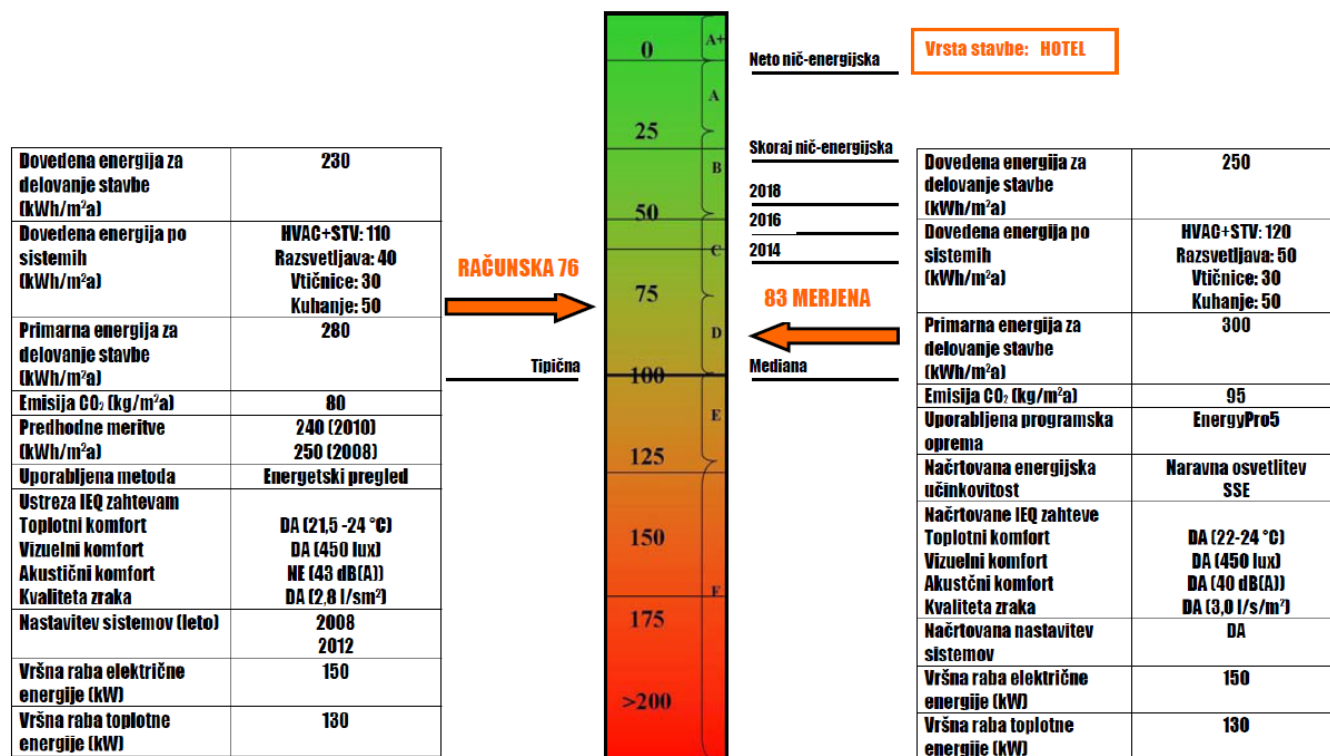 Vrsta stavbe: HOTEL
Neto nič-energijska
Skoraj nič-energijska
2018
2016
2014
Mediana
Tipična
RAČUNSKA 76
83 MERJENA
0
25
50
75
100
125
150
175
>200
A+
A
B
C
D
E
F
Dovedena energija za
delovanje stavbe
(kWh/m²a)
230
Dovedena energija po
sistemih
(kWh/m²a)
HVAC+STV: 110
Razsvetljava: 40
Vtičnice: 30
Kuhanje: 50
Primarna energija za
delovanje stavbe
(kWh/m²a)
280
Emisija CO₂ (kg/m²a)
80
Predhodne meritve
(kWh/m²a)
240 (2010)
250 (2008)
Uporabljena metoda
Energetski pregled
Ustreza IEQ zahtevam
Toplotni komfort
DA (21,5 -24 °C)
Vizuelni komfort
DA (450 lux)
Akustični komfort
NE (43 dB(A))
Kvaliteta zraka
DA (2,8 l/sm²)
Nastavitev sistemov (leto)
2008
2012
Vršna raba električne
energije (kW)
150
Vršna raba toplotne
energije (kW)
130
Dovedena energija za
delovanje stavbe
(kWh/m²a)
250
Dovedena energija po
sistemih
(kWh/m²a)
HVAC+STV: 120
Razsvetljava: 50
Vtičnice: 30
Kuhanje: 50
Primarna energija za
delovanje stavbe
(kWh/m²a)
300
Emisija CO₂ (kg/m²a)
95
Uporabljena programska
oprema
EnergyPro5
Načrtovana energijska
učinkovitost
Naravna osvetlitev
SSE
Načrtovane IEQ zahteve
Toplotni komfort
DA (22-24 °C)
Vizuelni komfort
DA (450 lux)
Akustčni komfort
DA (40 dB(A))
Kvaliteta zraka
DA (3,0 l/s/m²)
Načrtovana nastavitev
sistemov
DA
Vršna raba električne
energije (kW)
150
Vršna raba toplotne
energije (kW)
130